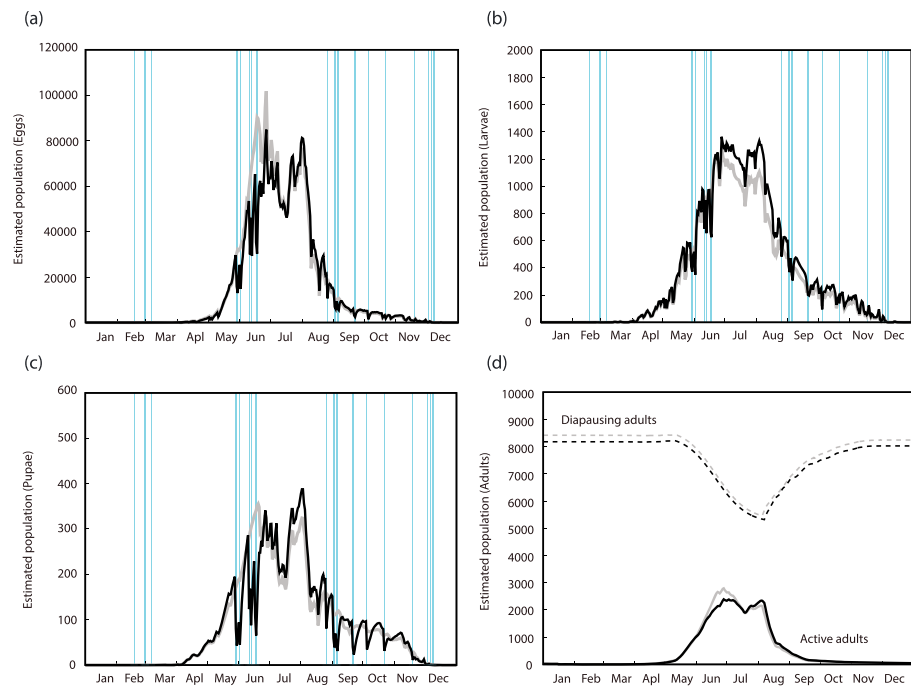 (a)
Estimated population (Eggs)
120000
100000
80000
60000
40000
20000
0
Jan Feb Mar Apl May Jun Jul Aug Sep Oct Nov Dec
(b)
Estimated population (Larvae)
2000
1800
1600
1400
1200
1000
800
600
400
200
0
Jan Feb Mar Apl May Jun Jul Aug Sep Oct Nov Dec
(c)
Estimated population (Pupae)
600
500
400
300
200
100
0
Jan Feb Mar Apl May Jun Jul Aug Sep Oct Nov Dec
(d)
Estimated population (Adults)
10000
9000
8000
7000
6000
5000
4000
3000
2000
1000
0
Diapausing adults
Active adults
Jan Feb Mar Apl May Jun Jul Aug Sep Oct Nov Dec